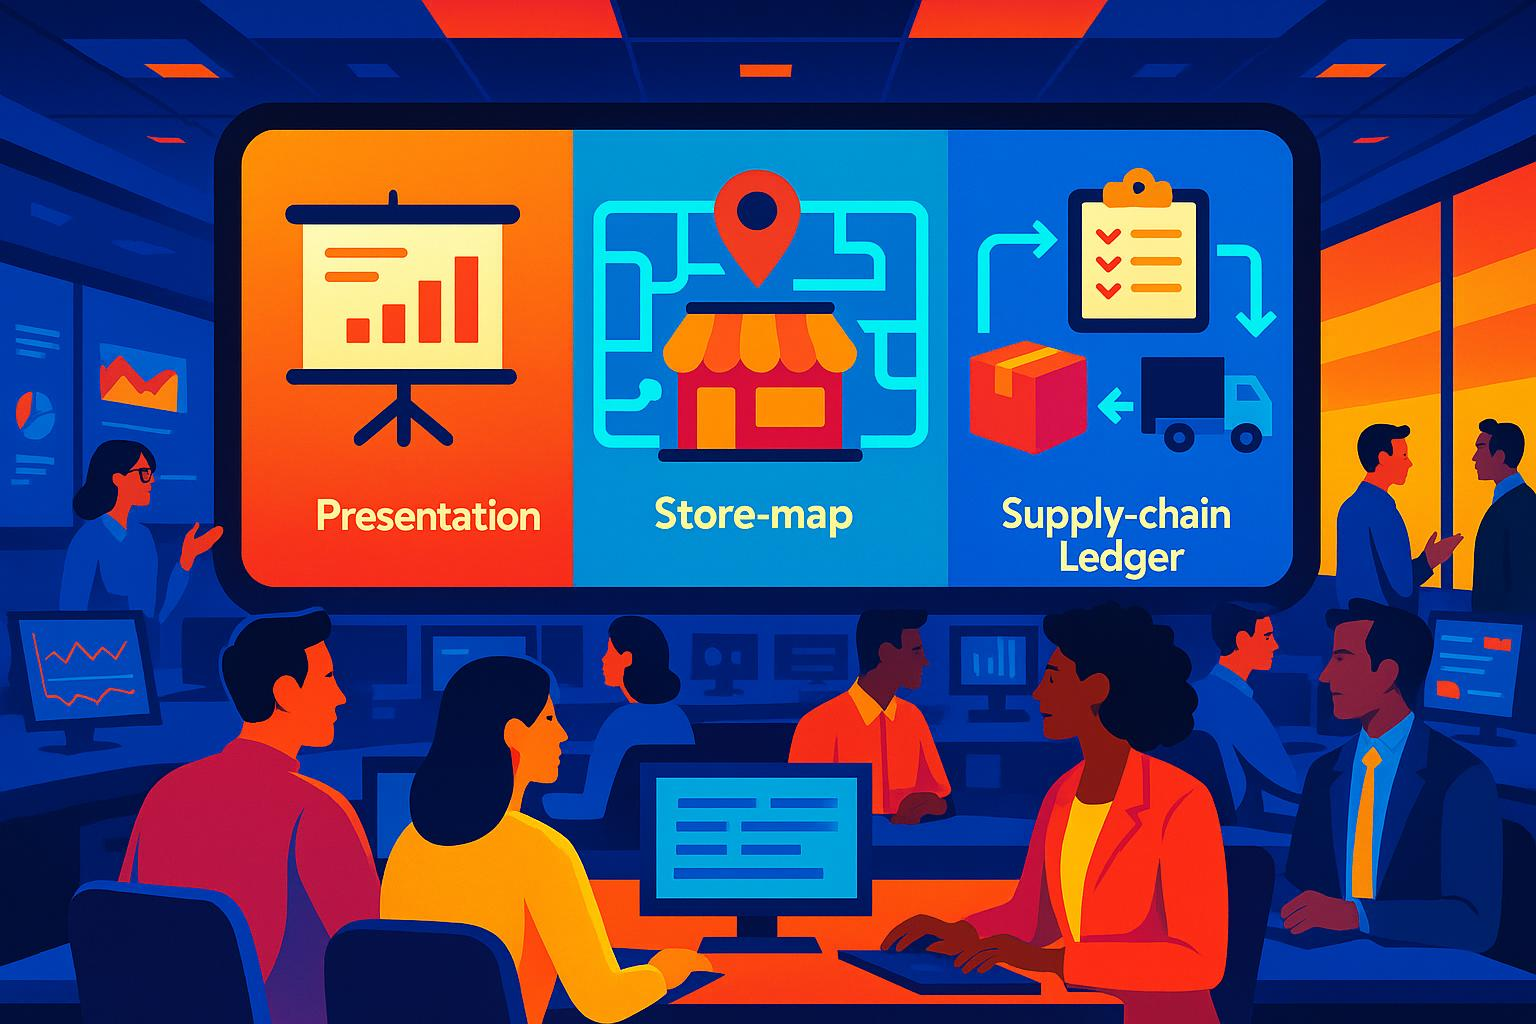 Presentation
Store-map
Supply-chain
Ledger